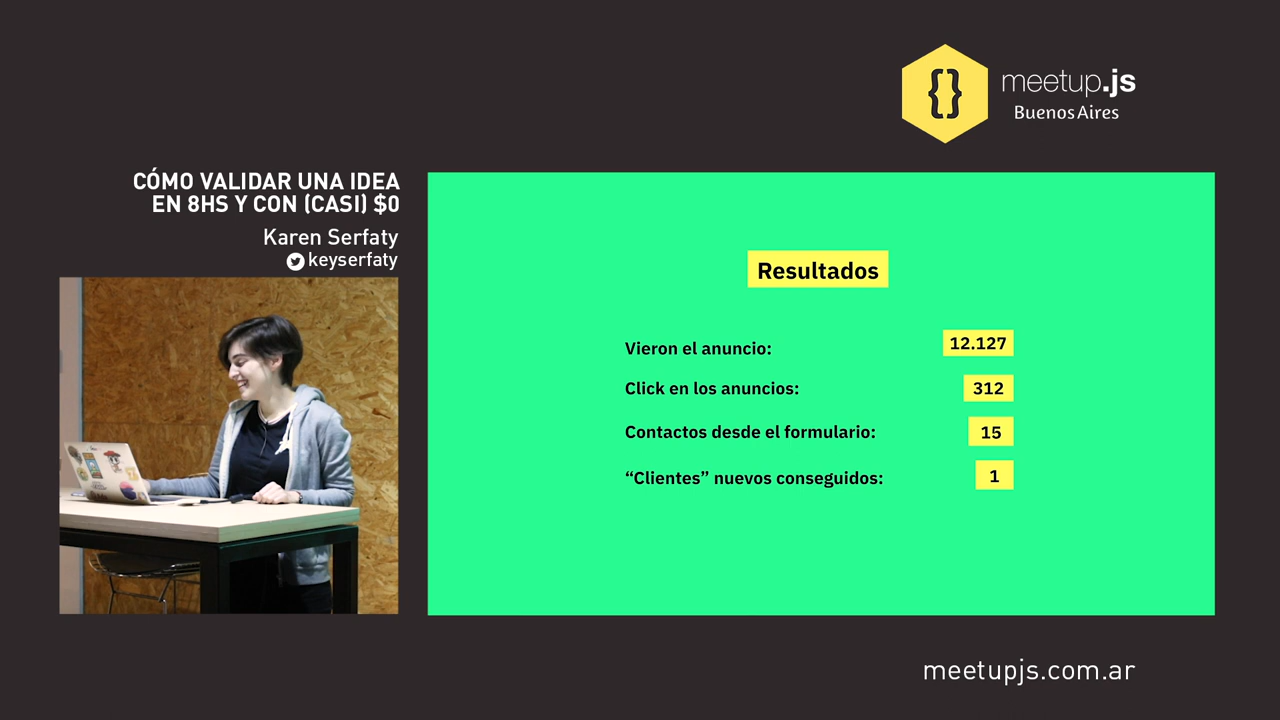 {}
meetup.js
Buenos Aires
CÓMO VALIDAR UNA IDEA
EN 8HS Y CON (CASI) $0
Karen Serfaty
keyserfaty
Resultados
Vieron el anuncio: 12.127
Click en los anuncios: 312
Contactos desde el formulario: 15
“Clientes” nuevos conseguidos: 1
meetupjs.com.ar